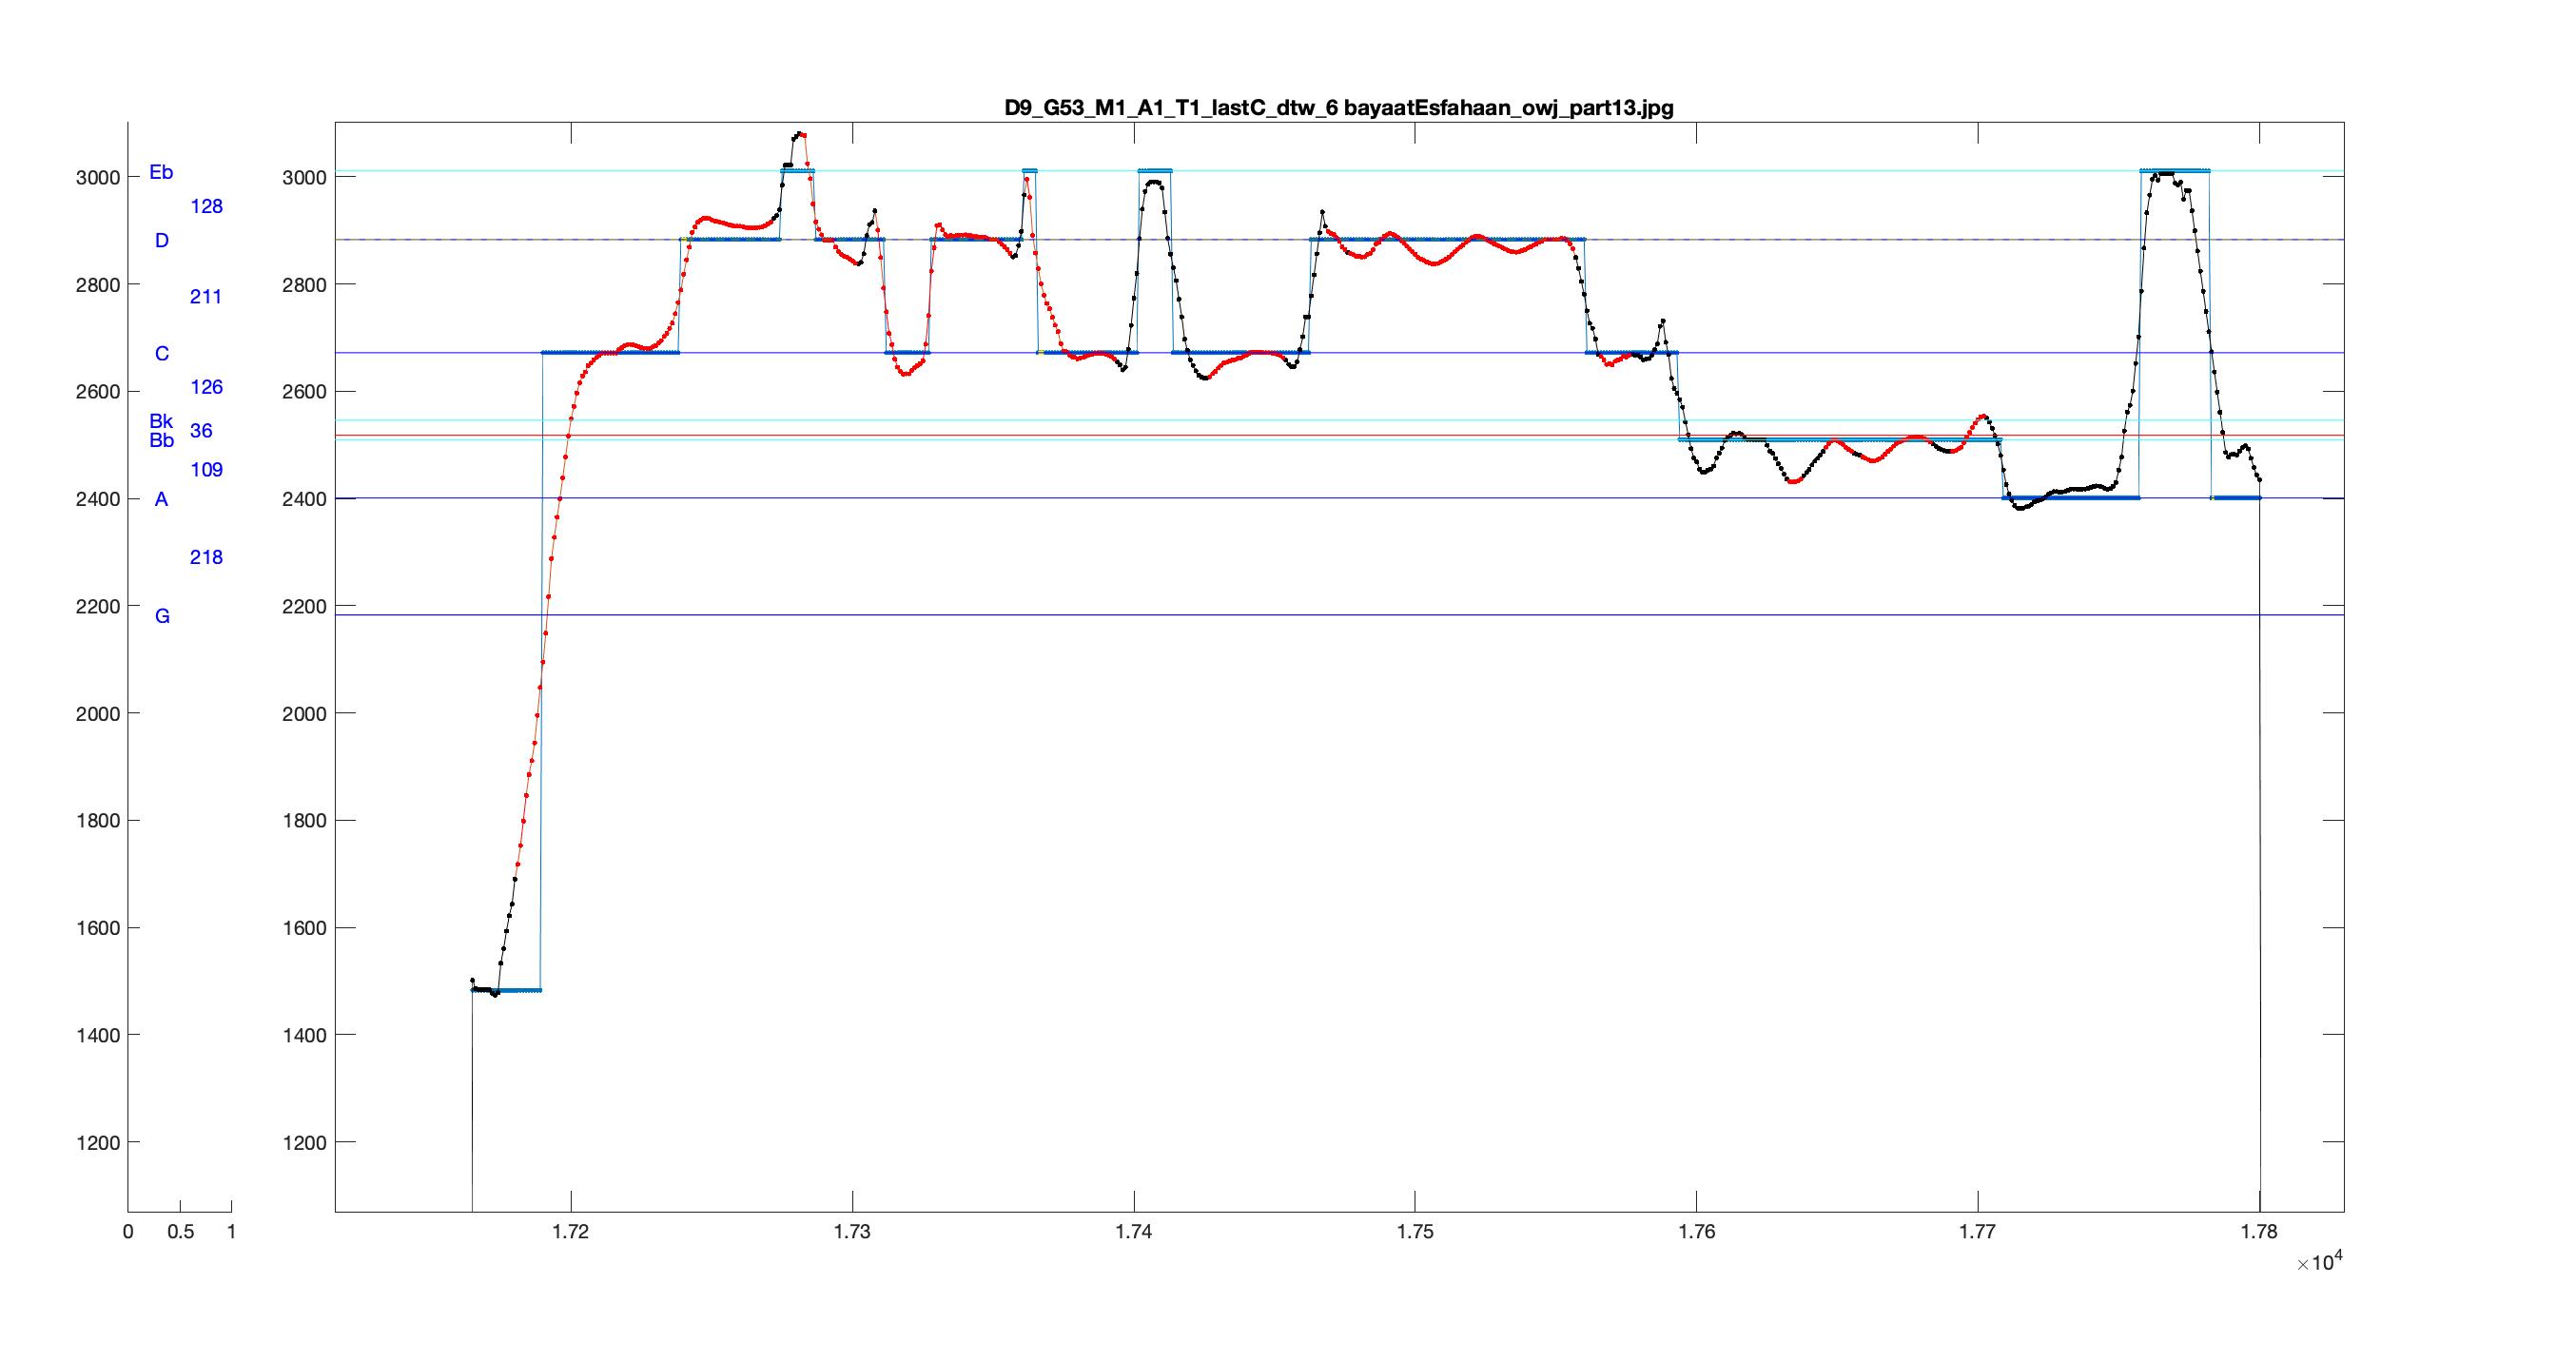 D9_G53_M1_A1_T1_lastC_dtw_6 bayaatEsfahaan_owj_part13.jpg
3000 Eb 3000
128
D
2800 211 2800
C
2600 126 2600
Bk
36
Bb
109
2400 A 2400
218
2200 G 2200
2000 2000
1800 1800
1600 1600
1400 1400
1200 1200
0 0.5 1 1.72 1.73 1.74 1.75 1.76 1.77 1.78
×10⁴